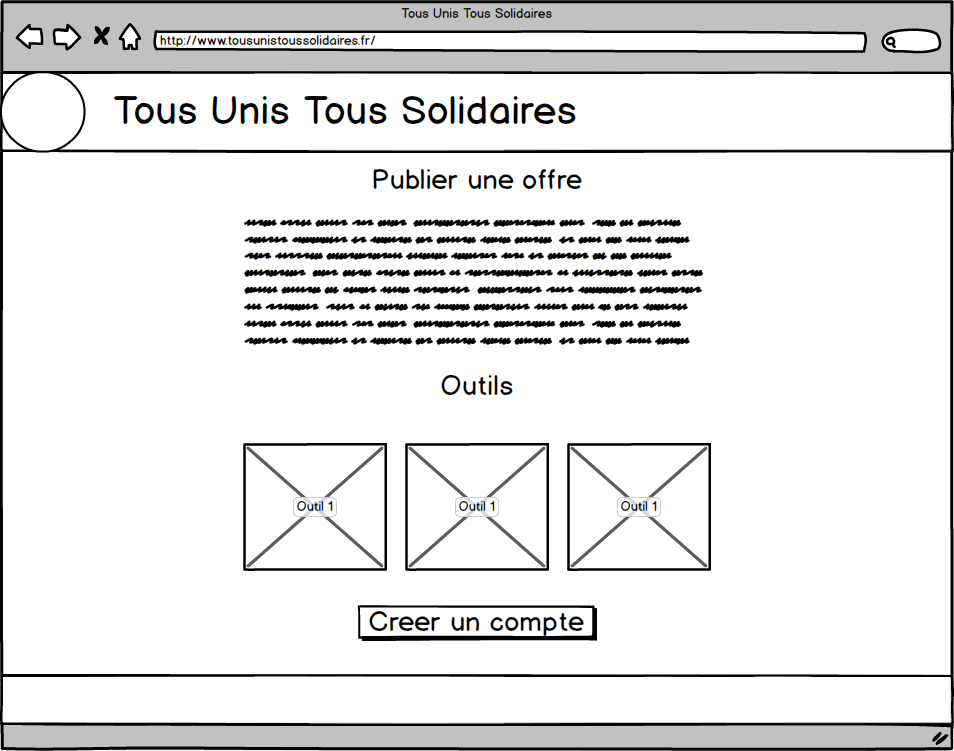 Tous Unis Tous Solidaires
http://www.tousunistoussolidaires.fr/
Tous Unis Tous Solidaires
Publier une offre
Outils
Outil 1
Outil 1
Outil 1
Creer un compte